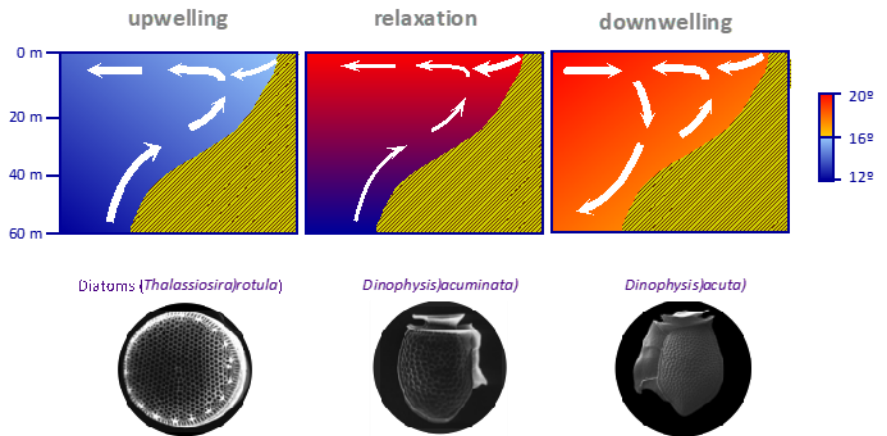 upwelling
relaxation
downwelling
0 m
20 m
40 m
60 m
20º
16º
12º
Diatoms (Thalassiosira)rotula)
Dinophysis)acuminata)
Dinophysis)acuta)